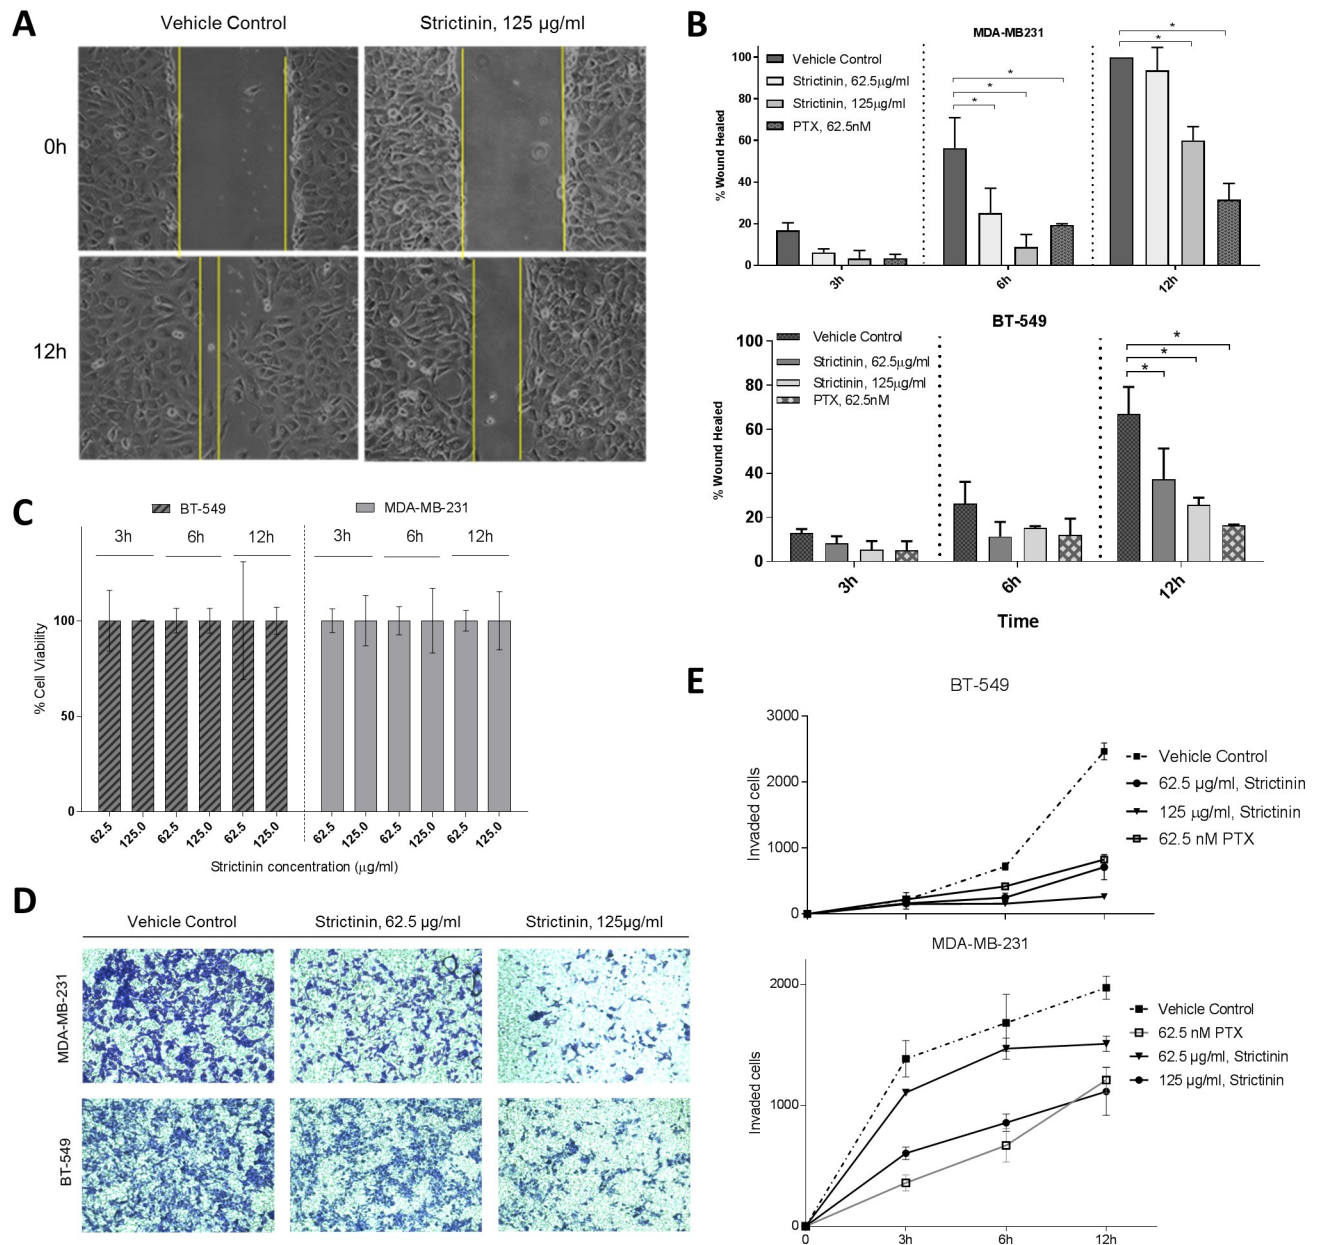 A
Vehicle Control
Strictinin, 125 µg/ml
0h
12h
B
MDA-MB231
Vehicle Control
Strictinin, 62.5µg/ml
Strictinin, 125µg/ml
PTX, 62.5nM
* * * * *
% Wound Healed
100
80
60
40
20
0
3h 6h 12h
BT-549
Vehicle Control
Strictinin, 62.5µg/ml
Strictinin, 125µg/ml
PTX, 62.5nM
* * *
% Wound Healed
100
80
60
40
20
0
3h 6h 12h
Time
C
BT-549 MDA-MB-231
3h 6h 12h 3h 6h 12h
% Cell Viability
100
50
0
62.5 125.0 62.5 125.0 62.5 125.0 62.5 125.0 62.5 125.0 62.5 125.0
Strictinin concentration (µg/ml)
D
Vehicle Control Strictinin, 62.5 µg/ml Strictinin, 125µg/ml
MDA-MB-231
BT-549
E
BT-549
Invaded cells
3000
2000
1000
0
Vehicle Control
62.5 µg/ml, Strictinin
125 µg/ml, Strictinin
62.5 nM PTX
MDA-MB-231
Invaded cells
2000
1000
0
Vehicle Control
62.5 nM PTX
62.5 µg/ml, Strictinin
125 µg/ml, Strictinin
0 3h 6h 12h